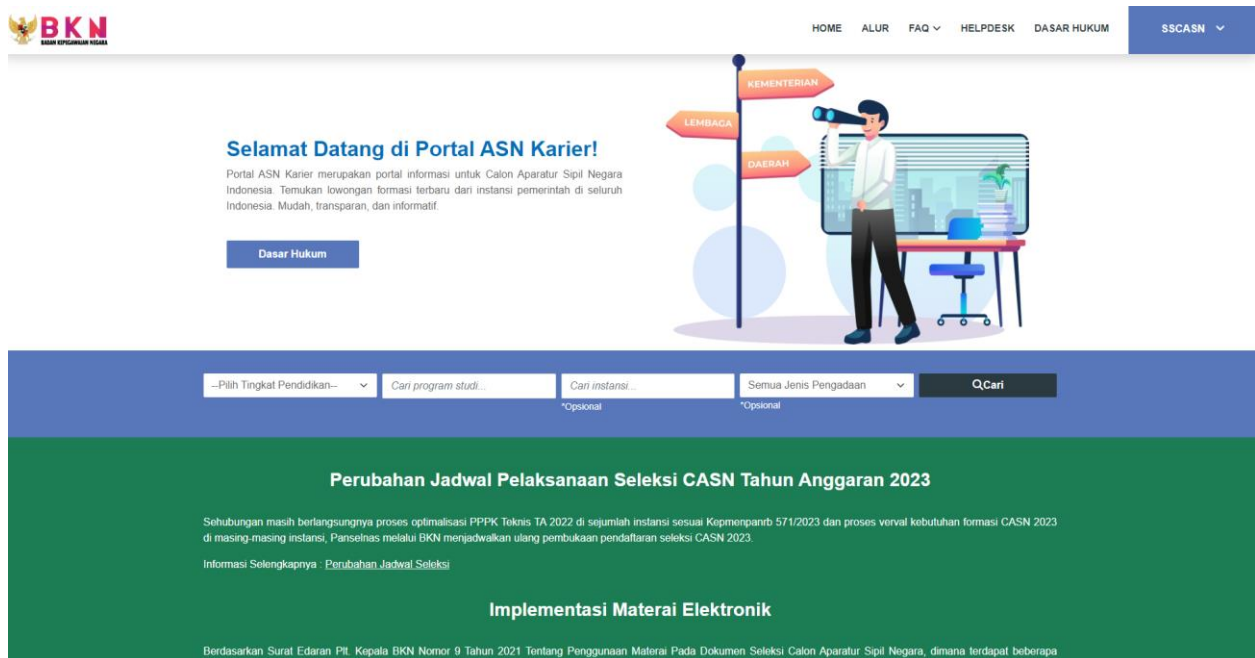 BKN
BADAN KEPEGAWAIAN NEGARA
HOME ALUR FAQ HELPDESK DASAR HUKUM SSCASN
KEMENTERIAN
LEMBAGA
DAERAH
Selamat Datang di Portal ASN Karier!
Portal ASN Karier merupakan portal informasi untuk Calon Aparatur Sipil Negara
Indonesia. Temukan lowongan formasi terbaru dari instansi pemerintah di seluruh
Indonesia. Mudah, transparan, dan informatif.
Dasar Hukum
--Pilih Tingkat Pendidikan-- Cari program studi... Cari instansi... Semua Jenis Pengadaan Cari
*Opsional *Opsional
Perubahan Jadwal Pelaksanaan Seleksi CASN Tahun Anggaran 2023
Sehubungan masih berlangsungnya proses optimalisasi PPPK Teknis TA 2022 di sejumlah instansi sesuai Kepmenpanrb 571/2023 dan proses verval kebutuhan formasi CASN 2023
di masing-masing instansi, Panselnas melalui BKN menjadwalkan ulang pembukaan pendaftaran seleksi CASN 2023.
Informasi Selengkapnya : Perubahan Jadwal Seleksi
Implementasi Materai Elektronik
Berdasarkan Surat Edaran Plt. Kepala BKN Nomor 9 Tahun 2021 Tentang Penggunaan Materai Pada Dokumen Seleksi Calon Aparatur Sipil Negara, dimana terdapat beberapa